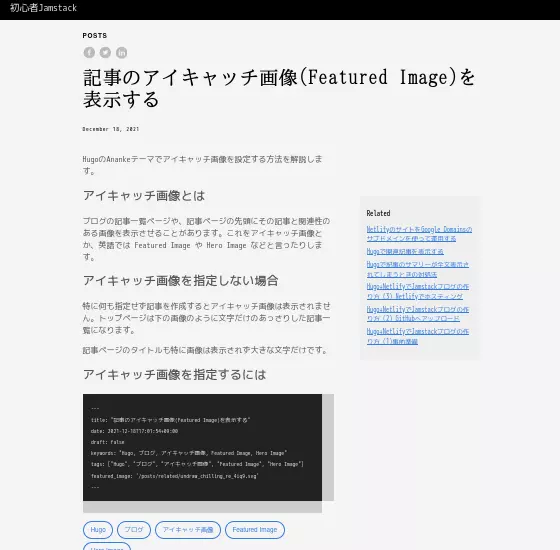 初心者Jamstack
POSTS
記事のアイキャッチ画像(Featured Image)を
表示する
December 18, 2021
HugoのAnankeテーマでアイキャッチ画像を設定する方法を解説しま
す。
アイキャッチ画像とは
ブログの記事一覧ページや、記事ページの先頭にその記事と関連性の
ある画像を表示させることがあります。これをアイキャッチ画像と
か、英語では Featured Image や Hero Image などと言ったりしま
す。
アイキャッチ画像を指定しない場合
特に何も指定せず記事を作成するとアイキャッチ画像は表示されませ
ん。トップページは下の画像のように文字だけのあっさりした記事一
覧になります。
記事ページのタイトルも特に画像は表示されず大きな文字だけです。
アイキャッチ画像を指定するには
---
title: "記事のアイキャッチ画像(Featured Image)を表示する"
date: 2021-12-18T17:01:54+09:00
draft: false
keywords: "Hugo, ブログ, アイキャッチ画像, Featured Image, Hero Image"
tags: ["Hugo", "ブログ", "アイキャッチ画像", "Featured Image", "Hero Image"]
featured_image: '/posts/related/undraw_chilling_re_4iq9.svg'
---
Hugo ブログ アイキャッチ画像 Featured Image
Hero Image
Related
NetlifyのサイトをGoogle Domainsの
サブドメインを使って運用する
Hugoで関連記事を表示する
Hugoで記事のサマリーが全文表示さ
れてしまうときの対処法
Hugo+NetlifyでJamstackブログの作
り方 (3) Netlifyでホスティング
Hugo+NetlifyでJamstackブログの作
り方 (2) GitHubへアップロード
Hugo+NetlifyでJamstackブログの作
り方 (1)事前準備